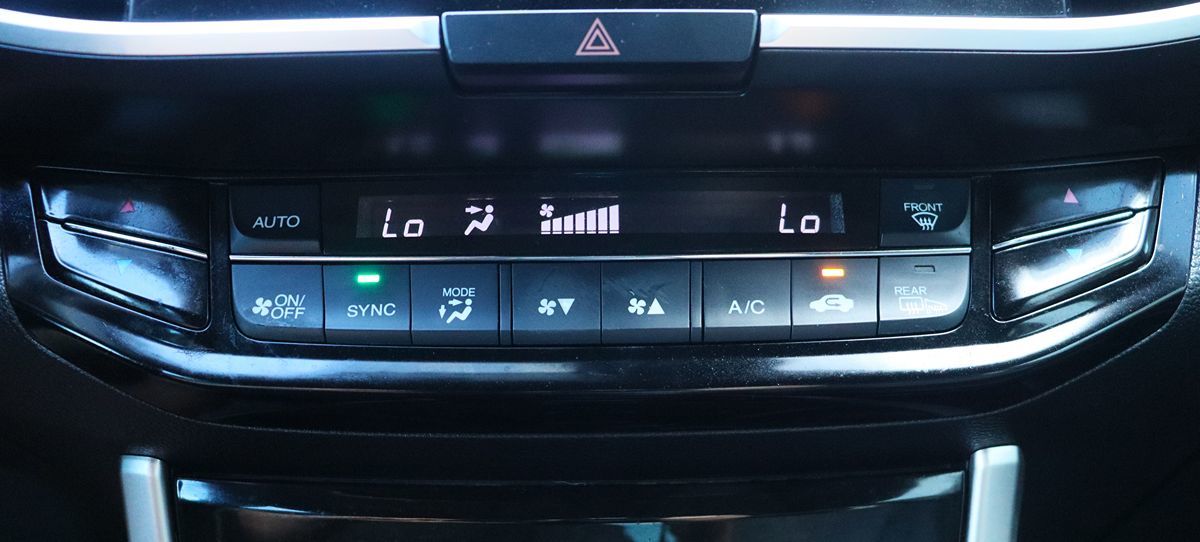 AUTO
Lo
Lo
FRONT
ON/
OFF
SYNC
MODE
A/C
REAR